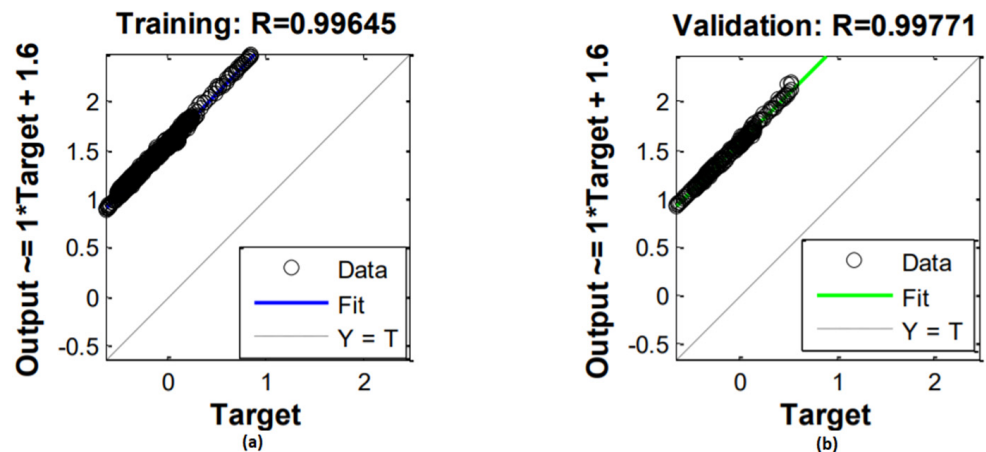 Training: R=0.99645
Output ~= 1*Target + 1.6
2
1.5
1
0.5
0
-0.5
Data
Fit
Y = T
0 1 2
Target
(a)
Validation: R=0.99771
Output ~= 1*Target + 1.6
2
1.5
1
0.5
0
-0.5
Data
Fit
Y = T
0 1 2
Target
(b)